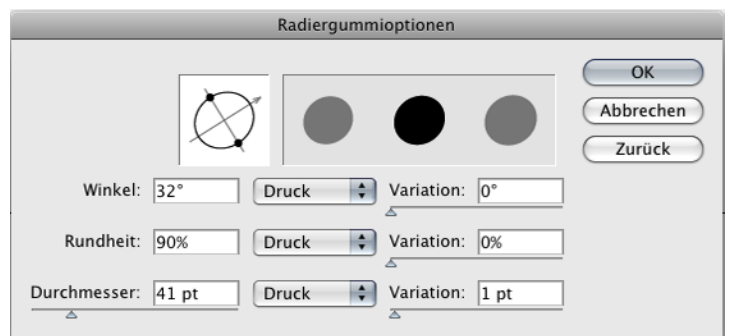 Radiergummioptionen
OK
Abbrechen
Zurück
Winkel: 32° Druck Variation: 0°
Rundheit: 90% Druck Variation: 0%
Durchmesser: 41 pt Druck Variation: 1 pt